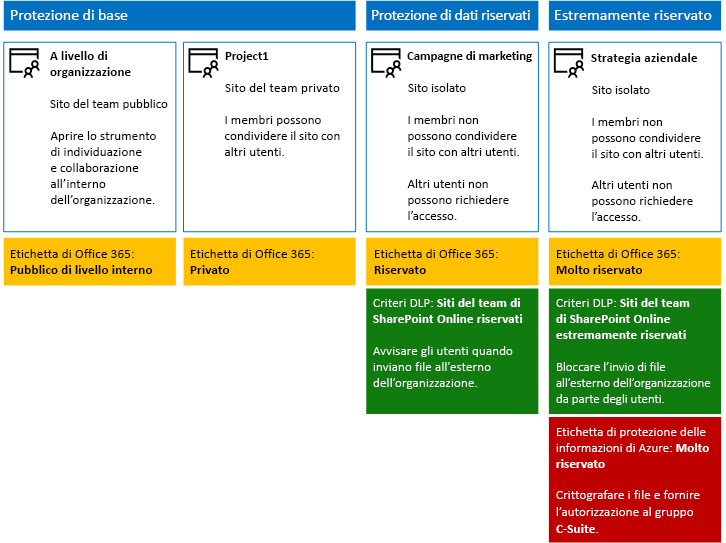 Protezione di base
Protezione di dati riservati
Estremamente riservato
A livello di
organizzazione
Sito del team pubblico
Aprire lo strumento
di individuazione
e collaborazione
all'interno
dell'organizzazione.
Project1
Sito del team privato
I membri possono
condividere il sito con
altri utenti.
Campagne di marketing
Sito isolato
I membri non
possono condividere
il sito con altri utenti.
Altri utenti non
possono richiedere
l'accesso.
Strategia aziendale
Sito isolato
I membri non
possono condividere
il sito con altri utenti.
Altri utenti non
possono richiedere
l'accesso.
Etichetta di Office 365:
Pubblico di livello interno
Etichetta di Office 365:
Privato
Etichetta di Office 365:
Riservato
Etichetta di Office 365:
Molto riservato
Criteri DLP: Siti del team di
SharePoint Online riservati
Avvisare gli utenti quando
inviano file all'esterno
dell'organizzazione.
Criteri DLP: Siti del team
di SharePoint Online
estremamente riservati
Bloccare l'invio di file
all'esterno dell'organizzazione
da parte degli utenti.
Etichetta di protezione delle
informazioni di Azure: Molto
riservato
Crittografare i file e fornire
l'autorizzazione al gruppo
C-Suite.